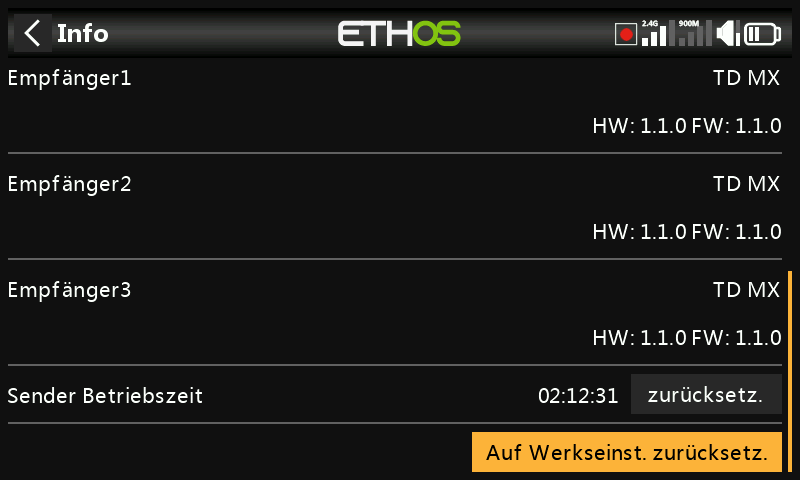 Info
ETHOS
2.4G
900M
Empfänger1
TD MX
HW: 1.1.0 FW: 1.1.0
Empfänger2
TD MX
HW: 1.1.0 FW: 1.1.0
Empfänger3
TD MX
HW: 1.1.0 FW: 1.1.0
Sender Betriebszeit
02:12:31
zurücksetz.
Auf Werkseinst. zurücksetz.